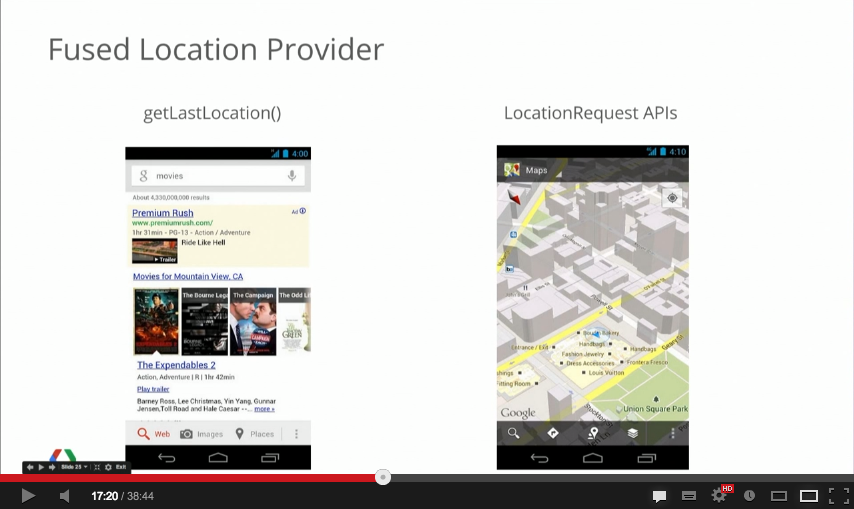 Fused Location Provider
getLastLocation()
LocationRequest APIs
4:00
movies
About 4,330,000,000 results
Premium Rush
Ad
www.premiumrush.com/
1hr 31min - PG-13 - Action / Adventure
Ride Like Hell
Trailer
Movies for Mountain View, CA
The Bourne Lega
The Campaign
The Odd Li
The Expendables 2
Action, Adventure | R | 1hr 42min
Play trailer
Barney Ross, Lee Christmas, Yin Yang, Gunnar
Jensen,Toll Road and Hale Caesar --... more »
Web
Images
Places
4:10
Maps
Handbags
Entrance / Exit
Fashion Jewelry
Handbags
Dress Accessories
Frontera Fresco
Louis Vuitton
Fitting Room
Google
Union Square Park
Slide 25
Exit
17:20 / 38:44
HD